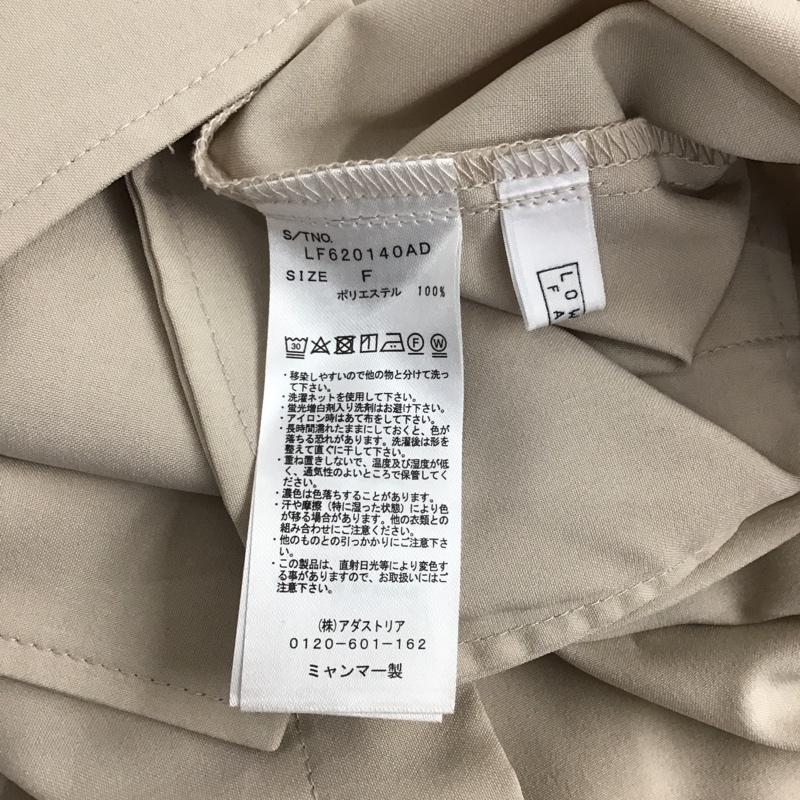 S/TNO.
LF620140AD
SIZE F
ポリエステル 100%
30
F W
・移染しやすいので他の物と分けて洗っ
て下さい。
・洗濯ネットを使用して下さい。
・蛍光増白剤入り洗剤はお避け下さい。
・アイロン時はあて布をして下さい。
・長時間濡れたままにしておくと、色が
落ちる恐れがあります。洗濯後は形を
整えて直ぐに干して下さい。
・重ね置きしないで、温度及び湿度が低
く、通気性のよいところで保管してく
ださい。
・濃色は色落ちすることがあります。
・汗や摩擦（特に湿った状態）により色
が移る場合があります。他の衣類との
組み合わせにご注意ください。
・他のものとの引っかかりにご注意下さ
い。
・この製品は、直射日光等により変色す
る事がありますので、お取扱いにはご
注意下さい。
(株)アダストリア
0120-601-162
ミャンマー製
LOW
FA